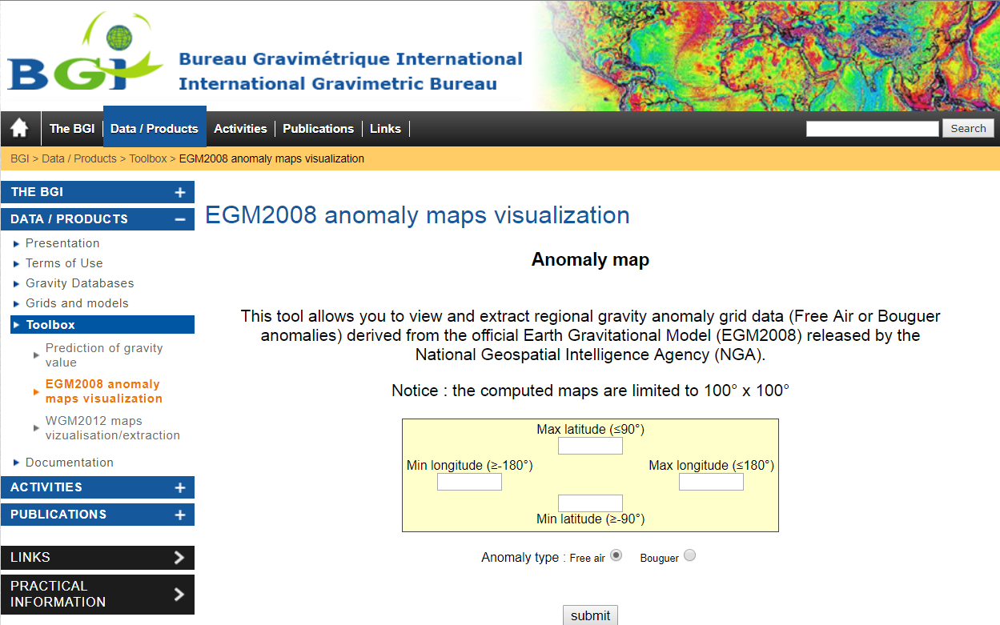 BGI
Bureau Gravimétrique International
International Gravimetric Bureau
The BGI
Data / Products
Activities
Publications
Links
Search
BGI > Data / Products > Toolbox > EGM2008 anomaly maps visualization
THE BGI
DATA / PRODUCTS
Presentation
Terms of Use
Gravity Databases
Grids and models
Toolbox
Prediction of gravity
value
EGM2008 anomaly
maps visualization
WGM2012 maps
vizualisation/extraction
Documentation
ACTIVITIES
PUBLICATIONS
LINKS
PRACTICAL
INFORMATION
EGM2008 anomaly maps visualization
Anomaly map
This tool allows you to view and extract regional gravity anomaly grid data (Free Air or Bouguer
anomalies) derived from the official Earth Gravitational Model (EGM2008) released by the
National Geospatial Intelligence Agency (NGA).
Notice : the computed maps are limited to 100° x 100°
Max latitude (≤90°)
Min longitude (≥-180°)
Max longitude (≤180°)
Min latitude (≥-90°)
Anomaly type : Free air Bouguer
submit